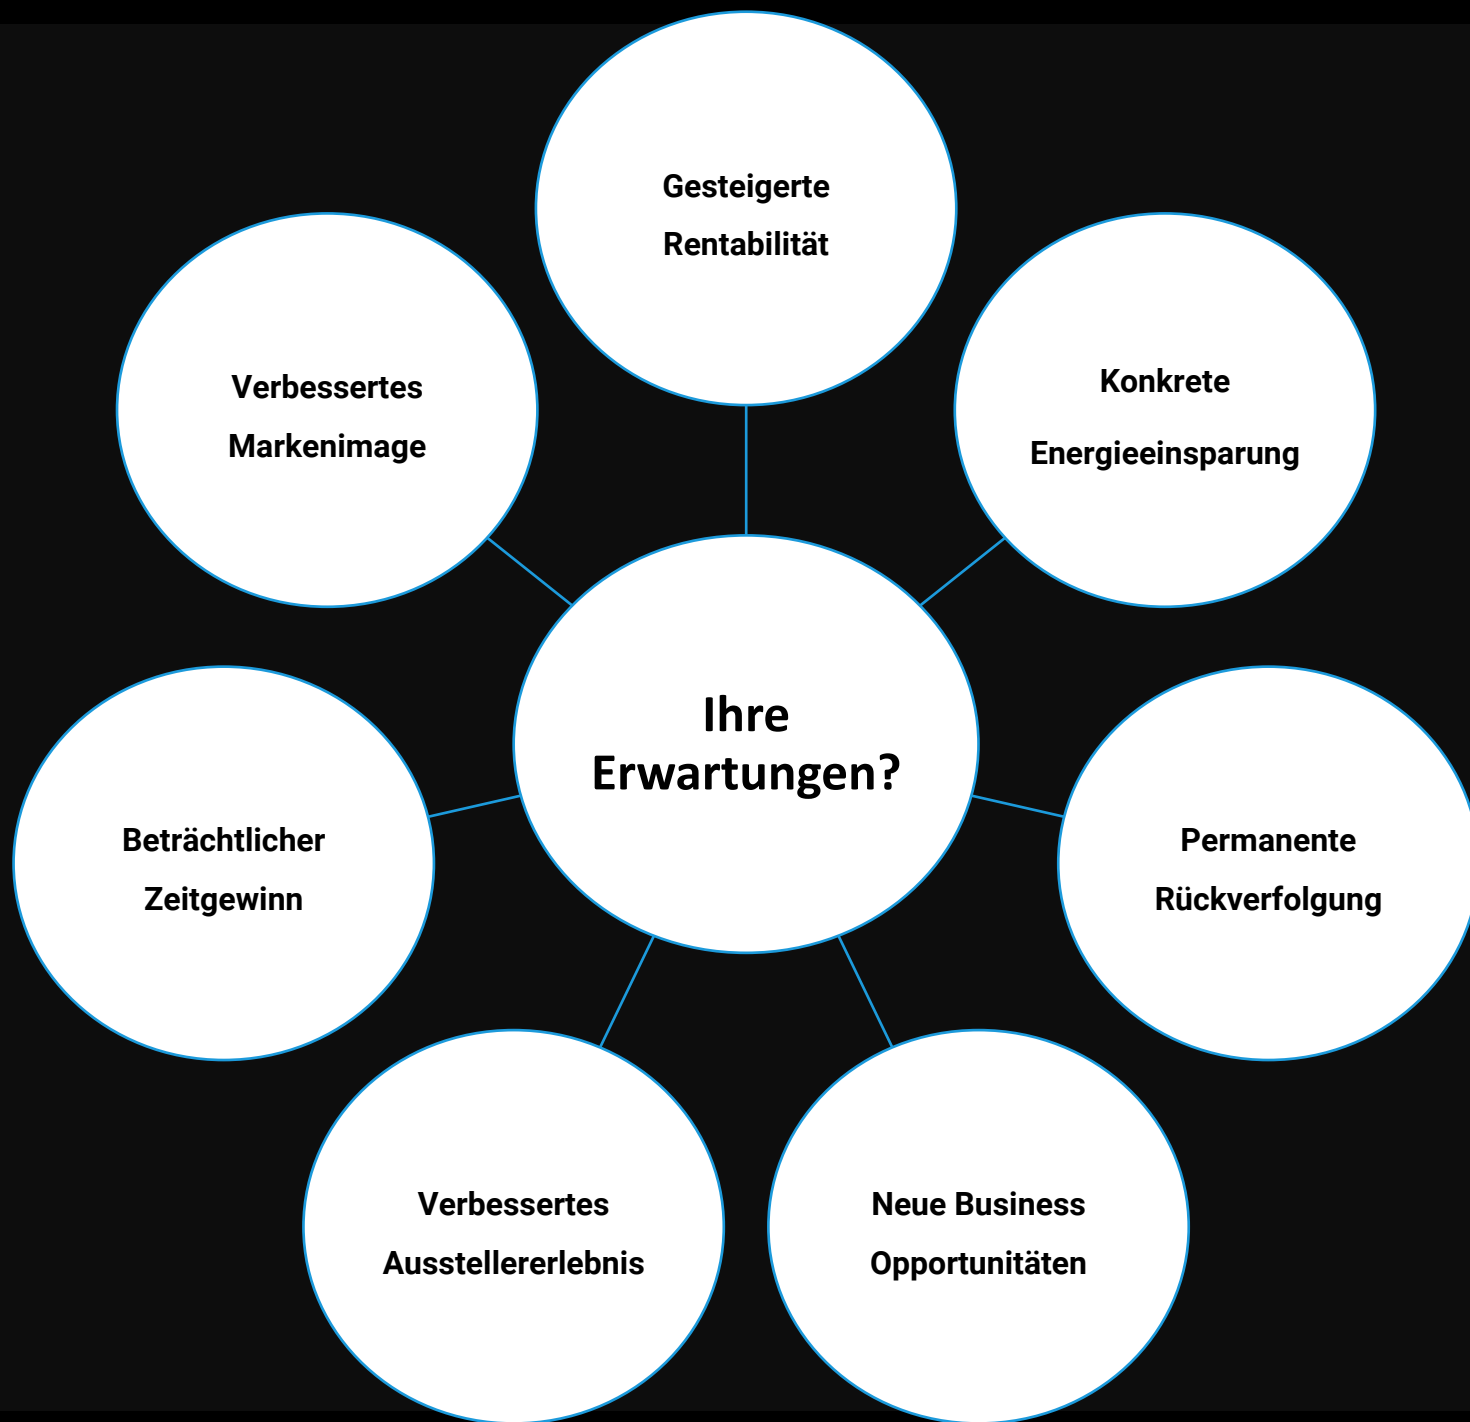 Gesteigerte
Rentabilität
Konkrete
Energieeinsparung
Permanente
Rückverfolgung
Neue Business
Opportunitäten
Verbessertes
Ausstellererlebnis
Beträchtlicher
Zeitgewinn
Verbessertes
Markenimage
Ihre
Erwartungen?